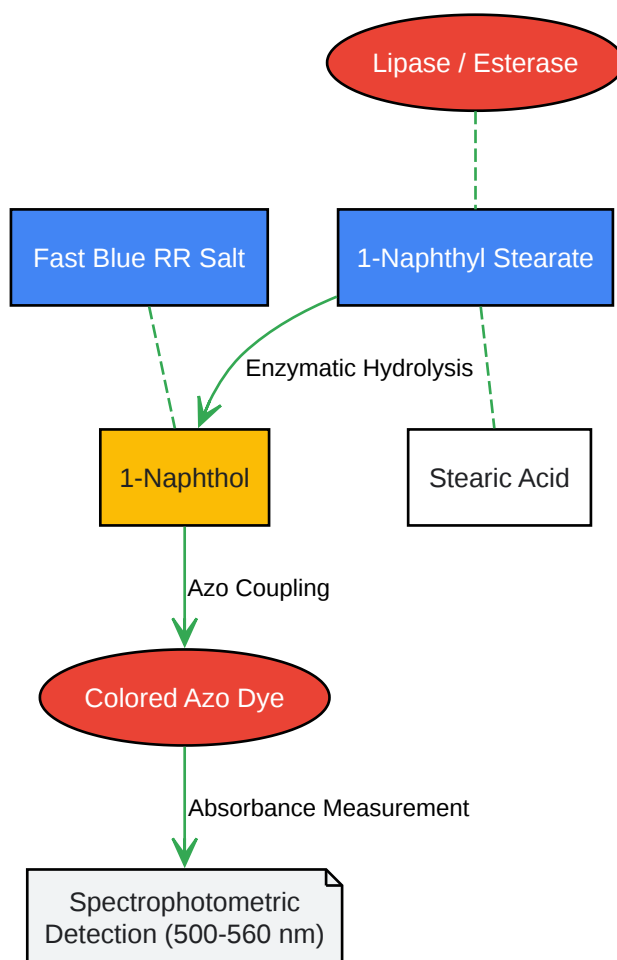 Lipase / Esterase
Fast Blue RR Salt
1-Naphthyl Stearate
Enzymatic Hydrolysis
1-Naphthol
Stearic Acid
Azo Coupling
Colored Azo Dye
Absorbance Measurement
Spectrophotometric
Detection (500-560 nm)